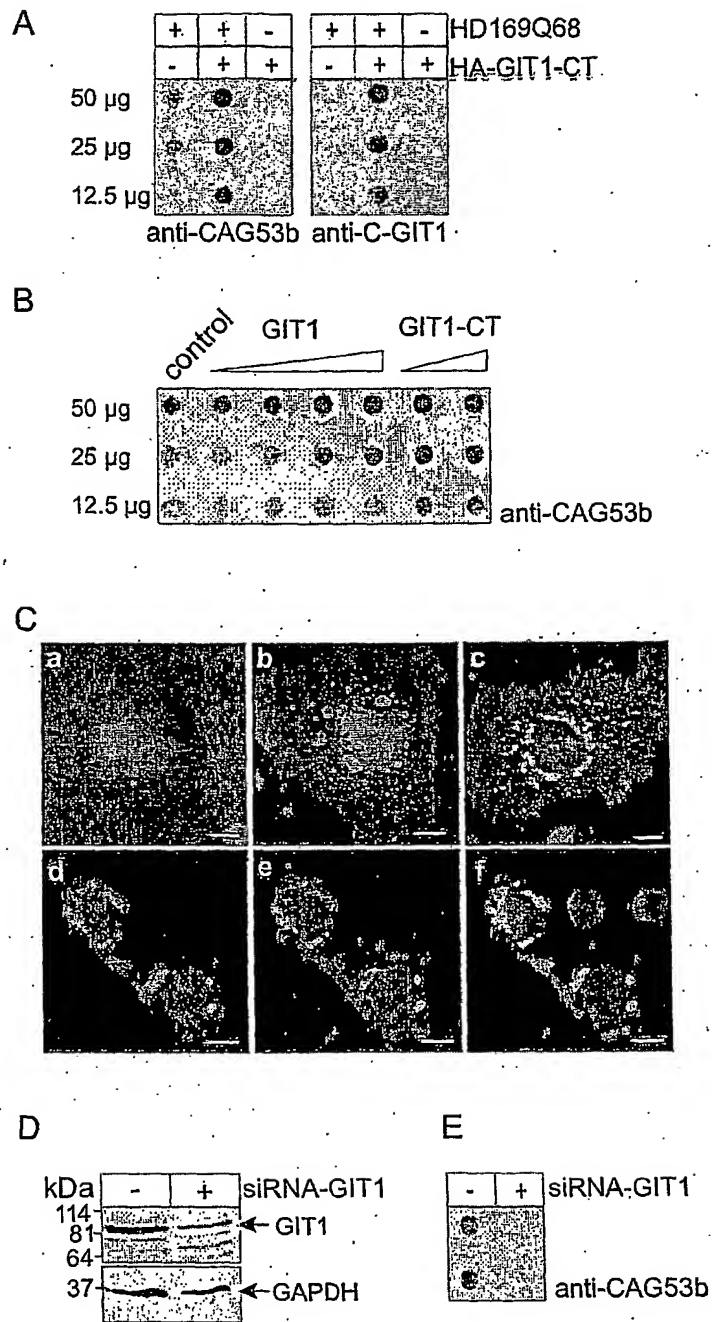 A
+ + - + + - HD169Q68
- + + - + + HA-GIT1-CT
50 µg
25 µg
12.5 µg
anti-CAG53b anti-C-GIT1
B
control GIT1 GIT1-CT
50 µg
25 µg
12.5 µg anti-CAG53b
C
a b c
d e f
D E
kDa - + siRNA-GIT1 - + siRNA-GIT1
114
81 GIT1
64
37 GAPDH anti-CAG53b